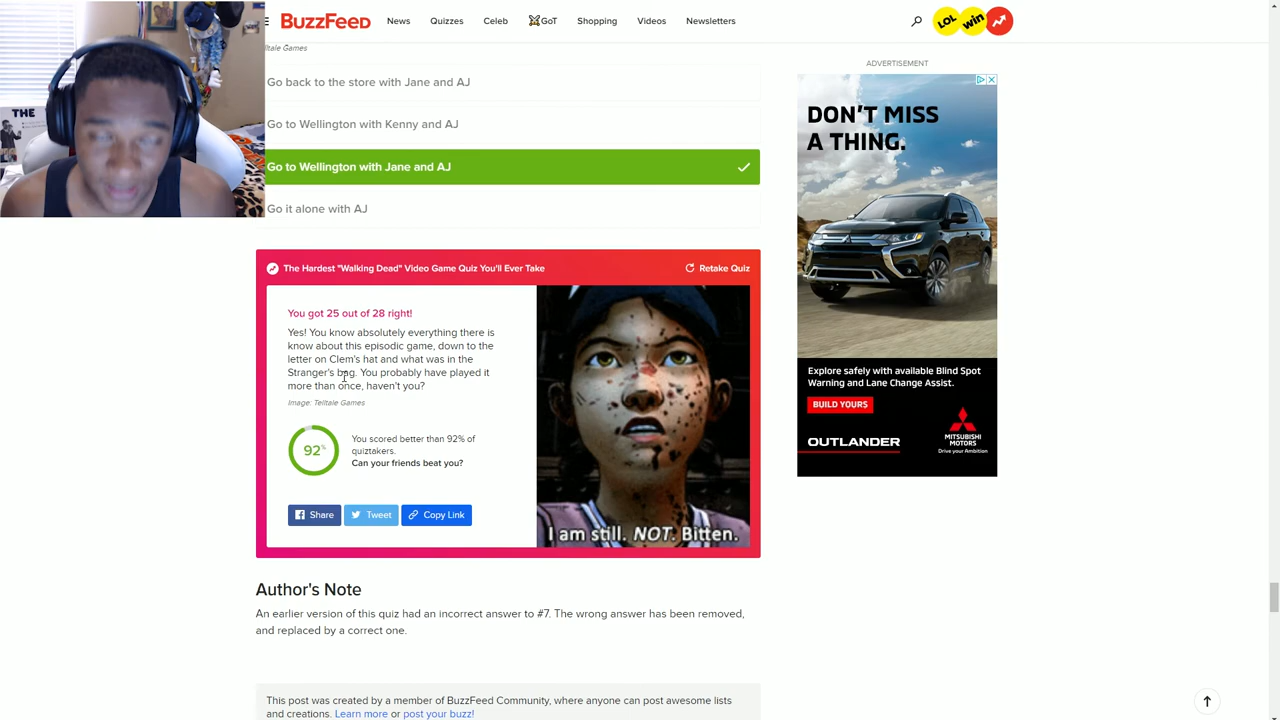 BuzzFeed
News
Quizzes
Celeb
GoT
Shopping
Videos
Newsletters
LOL
win
THE
Games
Go back to the store with Jane and AJ
Go to Wellington with Kenny and AJ
Go to Wellington with Jane and AJ
Go it alone with AJ
The Hardest "Walking Dead" Video Game Quiz You'll Ever Take
Retake Quiz
You got 25 out of 28 right!
Yes! You know absolutely everything there is
know about this episodic game, down to the
letter on Clem's hat and what was in the
Stranger's bag. You probably have played it
more than once, haven't you?
Image: Telltale Games
92%
You scored better than 92% of
quiztakers.
Can your friends beat you?
Share
Tweet
Copy Link
I am still. NOT. Bitten.
Author's Note
An earlier version of this quiz had an incorrect answer to #7. The wrong answer has been removed,
and replaced by a correct one.
This post was created by a member of BuzzFeed Community, where anyone can post awesome lists
and creations. Learn more or post your buzz!
ADVERTISEMENT
DON'T MISS
A THING.
Explore safely with available Blind Spot
Warning and Lane Change Assist.
BUILD YOURS
OUTLANDER
MITSUBISHI
MOTORS
Drive your Ambition